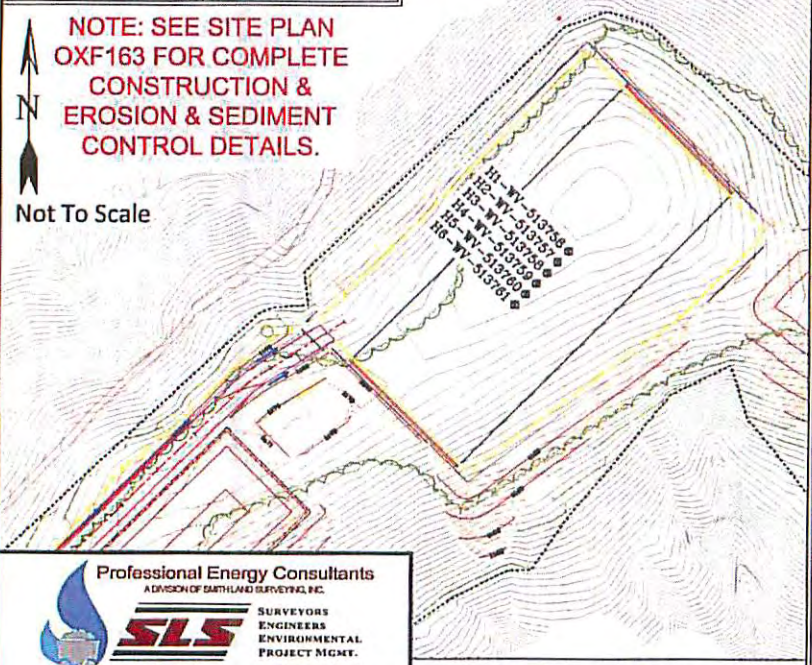 NOTE: SEE SITE PLAN
OXF163 FOR COMPLETE
CONSTRUCTION &
EROSION & SEDIMENT
CONTROL DETAILS.
N
Not To Scale
H1-WV-513756
H2-WV-513757
H3-WV-513758
H4-WV-513759
H5-WV-513760
H6-WV-513761
Professional Energy Consultants
A DIVISION OF SMITH LAND SURVEYING, INC.
SLS
SURVEYORS
ENGINEERS
ENVIRONMENTAL
PROJECT MGMT.